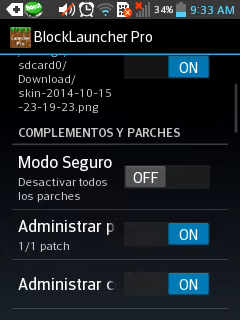 34% 9:33 AM
BlockLauncher Pro
sdcard0/
Download/
skin-2014-10-15
-23-19-23.png
ON
COMPLEMENTOS Y PARCHES
Modo Seguro
Desactivar todos
los parches
OFF
Administrar p
1/1 patch
ON
Administrar c
ON